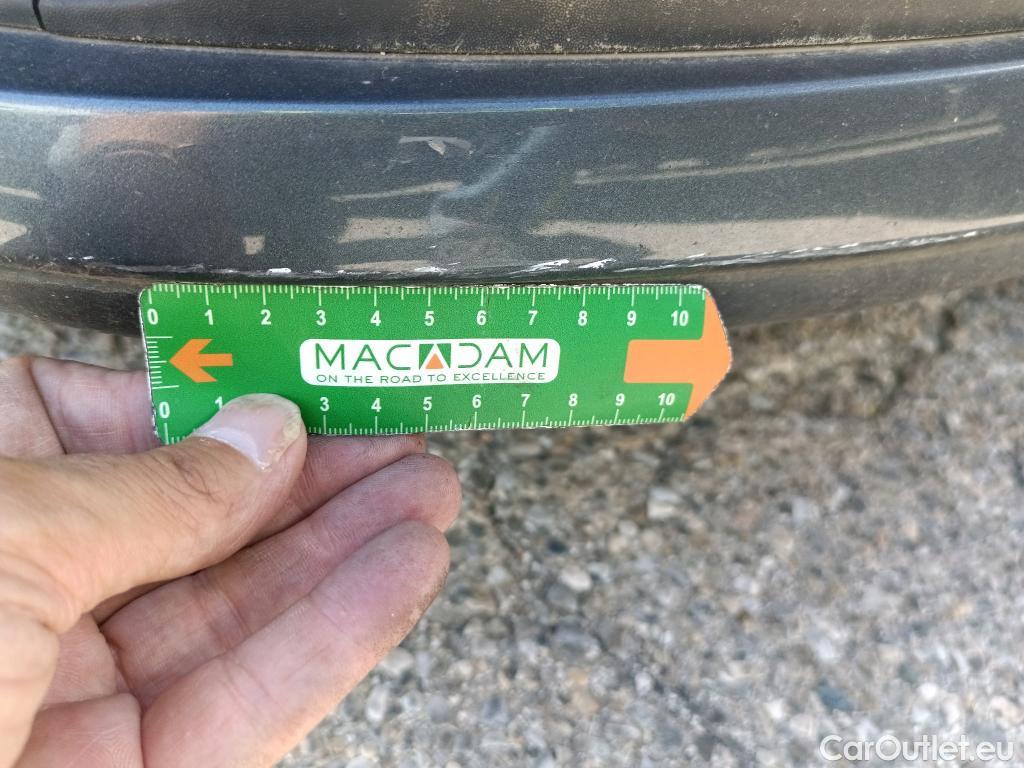 0 1 2 3 4 5 6 7 8 9 10
MACADAM
ON THE ROAD TO EXCELLENCE
0 1 3 4 5 6 7 8 9 10
CarOutlet.eu